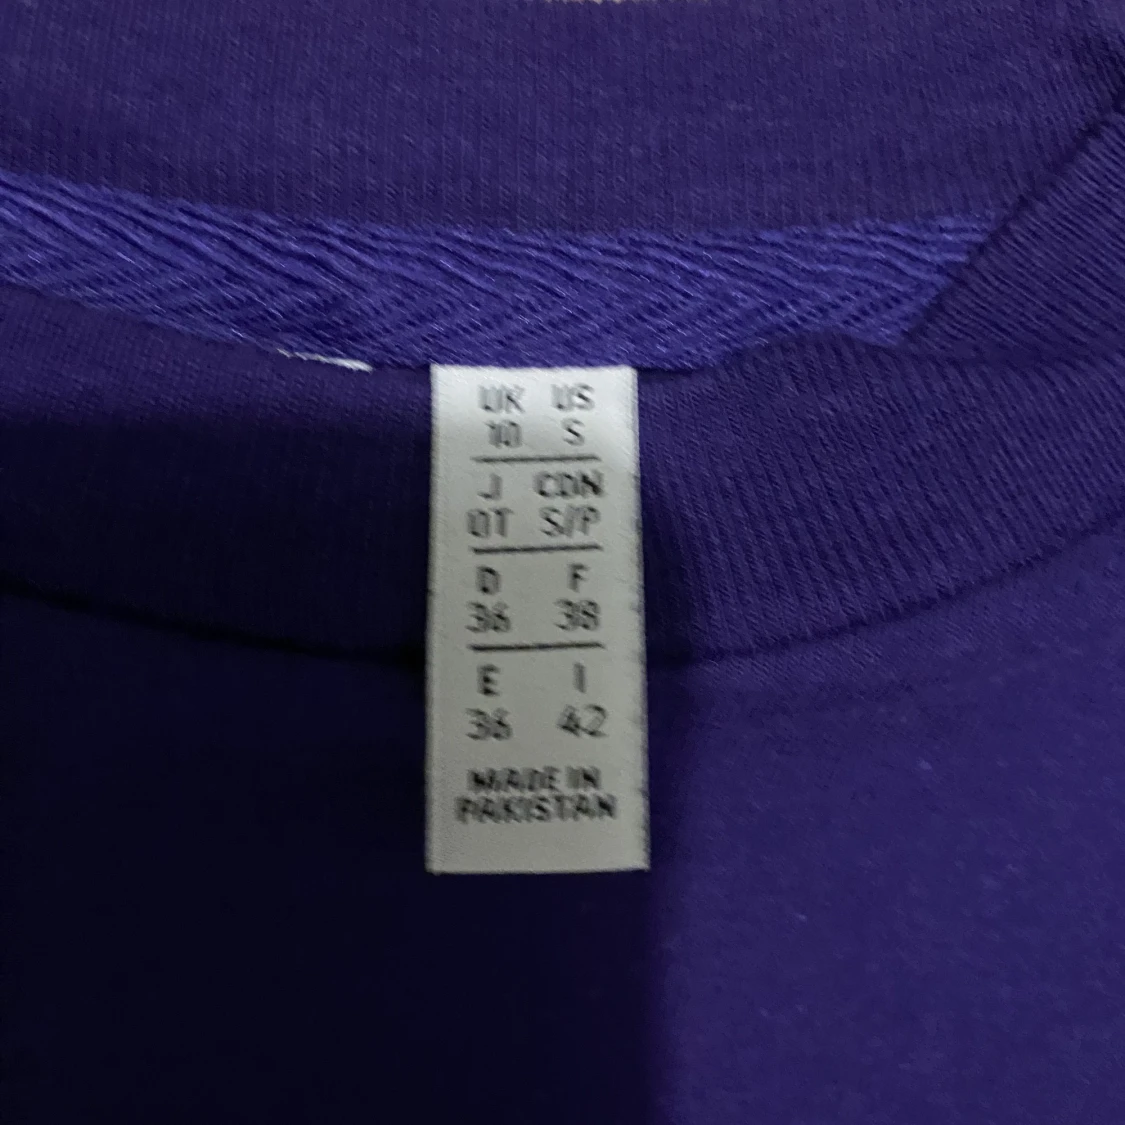 UK US
10 S
J CDN
OT S/P
D F
36 38
E I
36 42
MADE IN
PAKISTAN